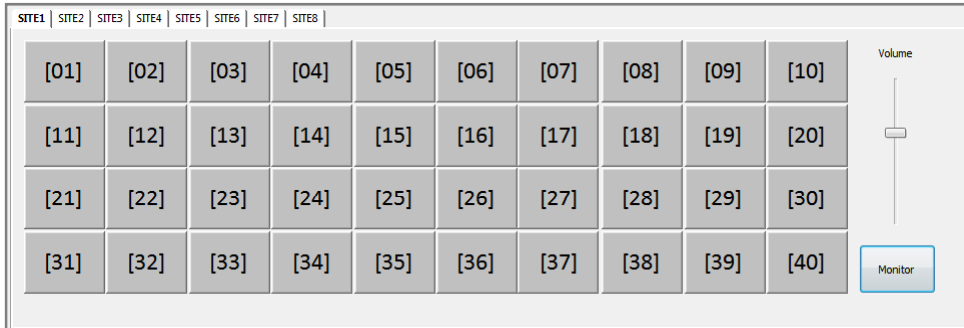 SITE1 SITE2 SITE3 SITE4 SITE5 SITE6 SITE7 SITE8
[01] [02] [03] [04] [05] [06] [07] [08] [09] [10]
[11] [12] [13] [14] [15] [16] [17] [18] [19] [20]
[21] [22] [23] [24] [25] [26] [27] [28] [29] [30]
[31] [32] [33] [34] [35] [36] [37] [38] [39] [40]
Volume
Monitor